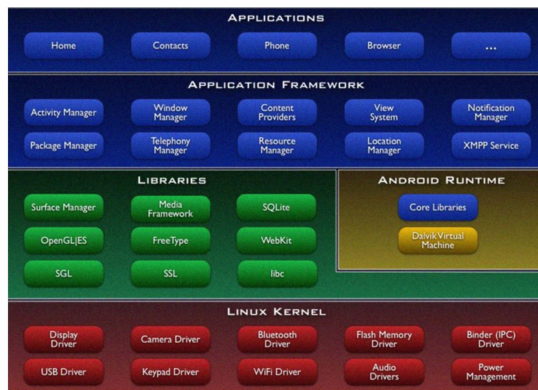 APPLICATIONS
Home
Contacts
Phone
Browser
...
APPLICATION FRAMEWORK
Activity Manager
Window
Manager
Content
Providers
View
System
Notification
Manager
Package Manager
Telephony
Manager
Resource
Manager
Location
Manager
XMPP Service
LIBRARIES
Surface Manager
Media
Framework
SQLite
OpenGL|ES
FreeType
WebKit
SGL
SSL
libc
ANDROID RUNTIME
Core Libraries
Dalvik Virtual
Machine
LINUX KERNEL
Display
Driver
Camera Driver
Bluetooth
Driver
Flash Memory
Driver
Binder (IPC)
Driver
USB Driver
Keypad Driver
WiFi Driver
Audio
Drivers
Power
Management